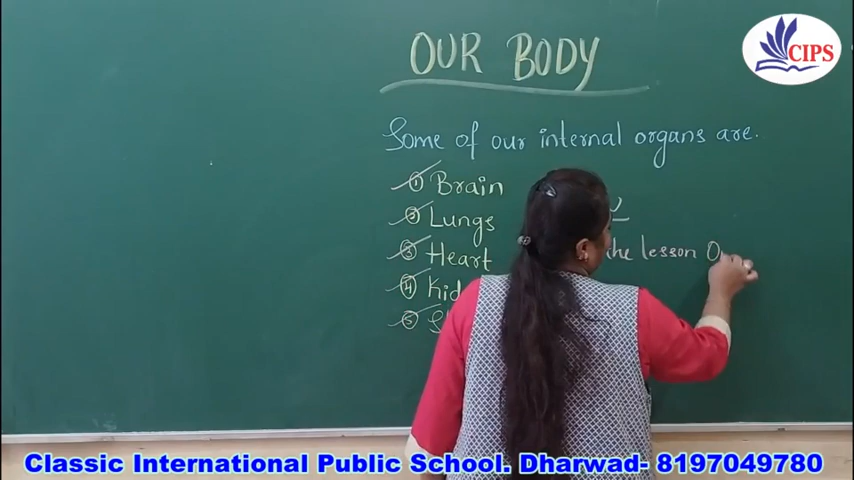 OUR BODY
CIPS
Some of our internal organs are.
① Brain
② Lungs
③ Heart
the lesson
④ Kid
⑤
Classic International Public School. Dharwad- 8197049780